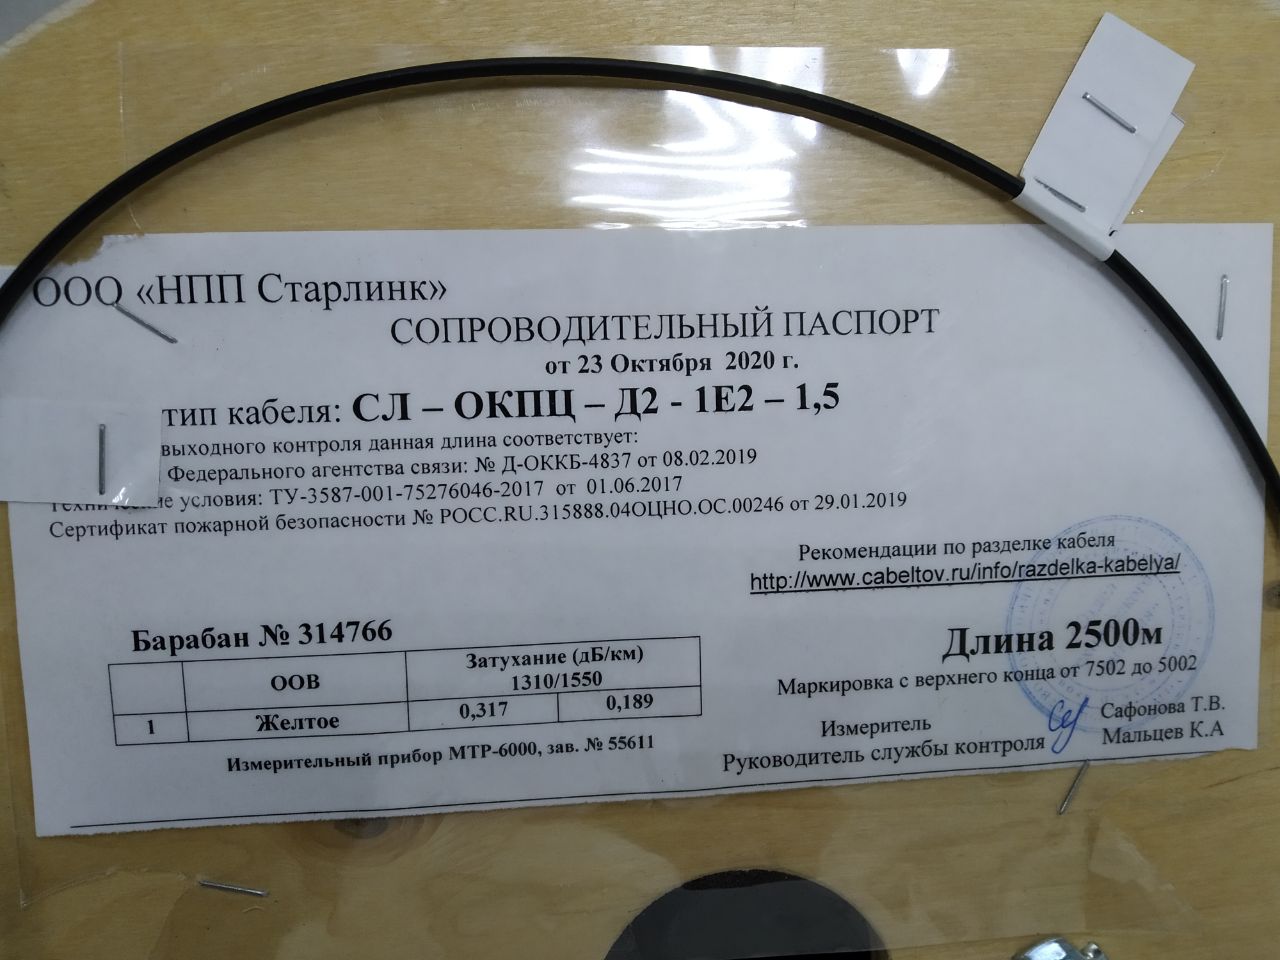 ООО «НПП Старлинк»
СОПРОВОДИТЕЛЬНЫЙ ПАСПОРТ
от 23 Октября 2020 г.
тип кабеля: СЛ – ОКПЦ – Д2 - 1Е2 – 1,5
выходного контроля данная длина соответствует:
Федерального агентства связи: № Д-ОККБ-4837 от 08.02.2019
условия: ТУ-3587-001-75276046-2017 от 01.06.2017
Сертификат пожарной безопасности № РОСС.RU.315888.04ОЦНО.ОС.00246 от 29.01.2019
Рекомендации по разделке кабеля
http://www.cabeltov.ru/info/razdelka-kabelya/
Барабан № 314766
ООВ
Затухание (дБ/км)
1310/1550
1 Желтое 0,317 0,189
Измерительный прибор МТР-6000, зав. № 55611
Длина 2500м
Маркировка с верхнего конца от 7502 до 5002
Измеритель Сафонова Т.В.
Руководитель службы контроля Мальцев К.А